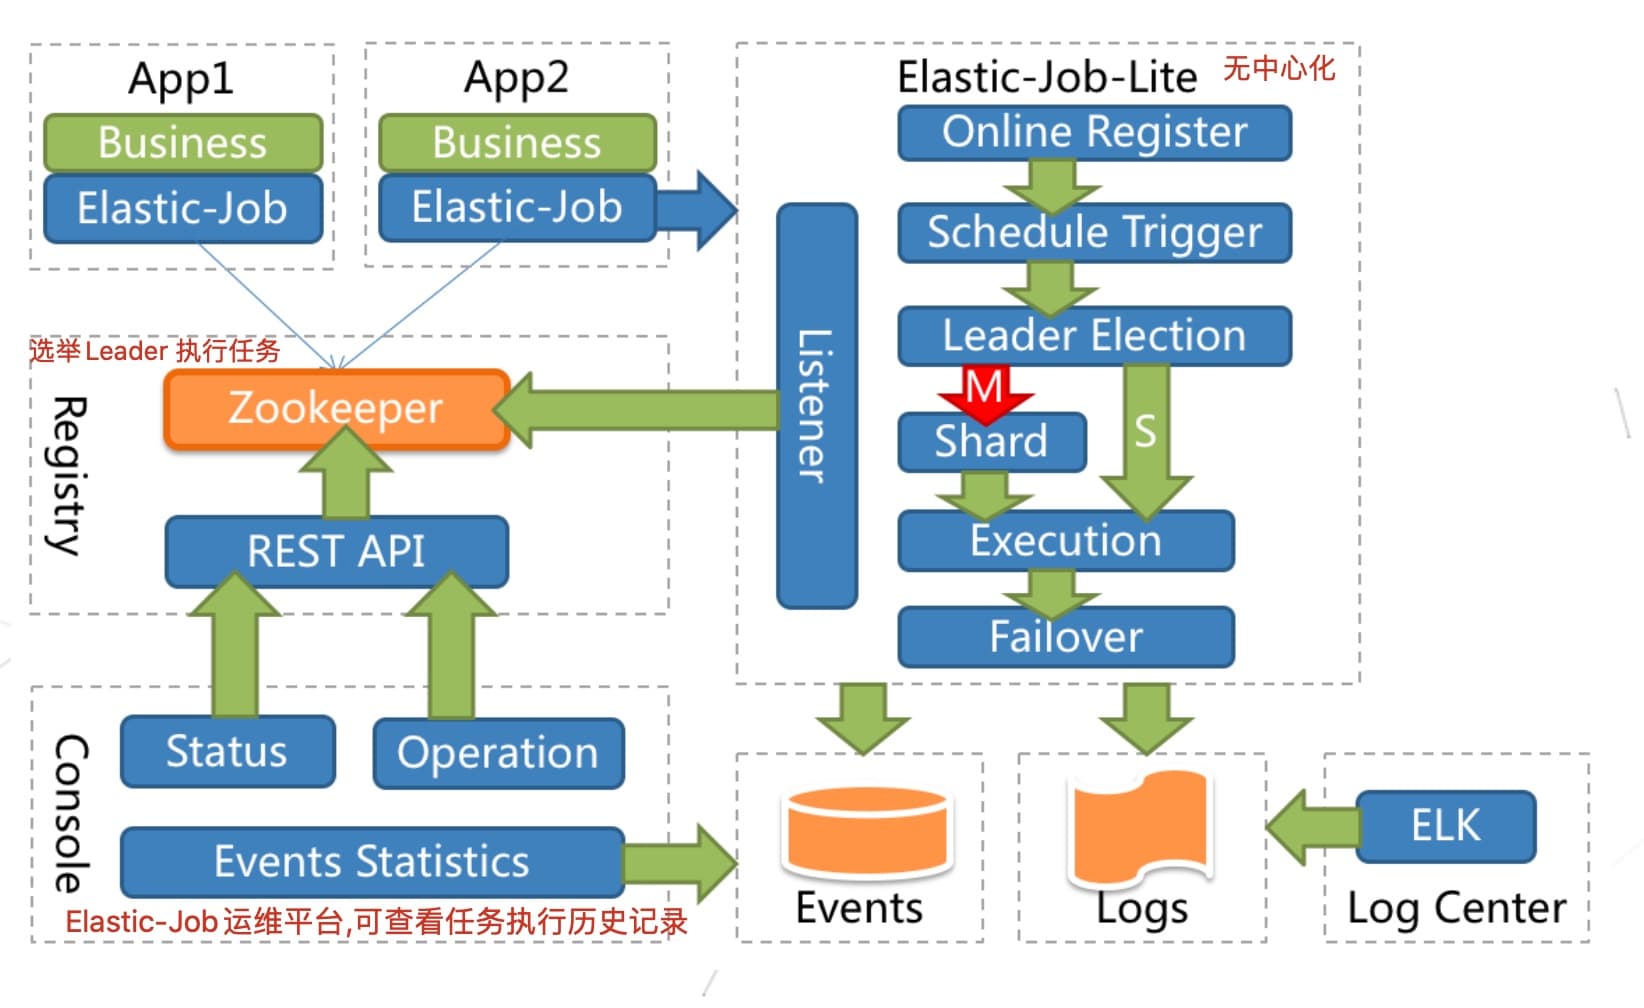 App1
Business
Elastic-Job
App2
Business
Elastic-Job
选举Leader 执行任务
Registry
Zookeeper
REST API
Console
Status
Operation
Events Statistics
Elastic-Job运维平台,可查看任务执行历史记录
Elastic-Job-Lite 无中心化
Listener
Online Register
Schedule Trigger
Leader Election
M
S
Shard
Execution
Failover
Events
Logs
ELK
Log Center